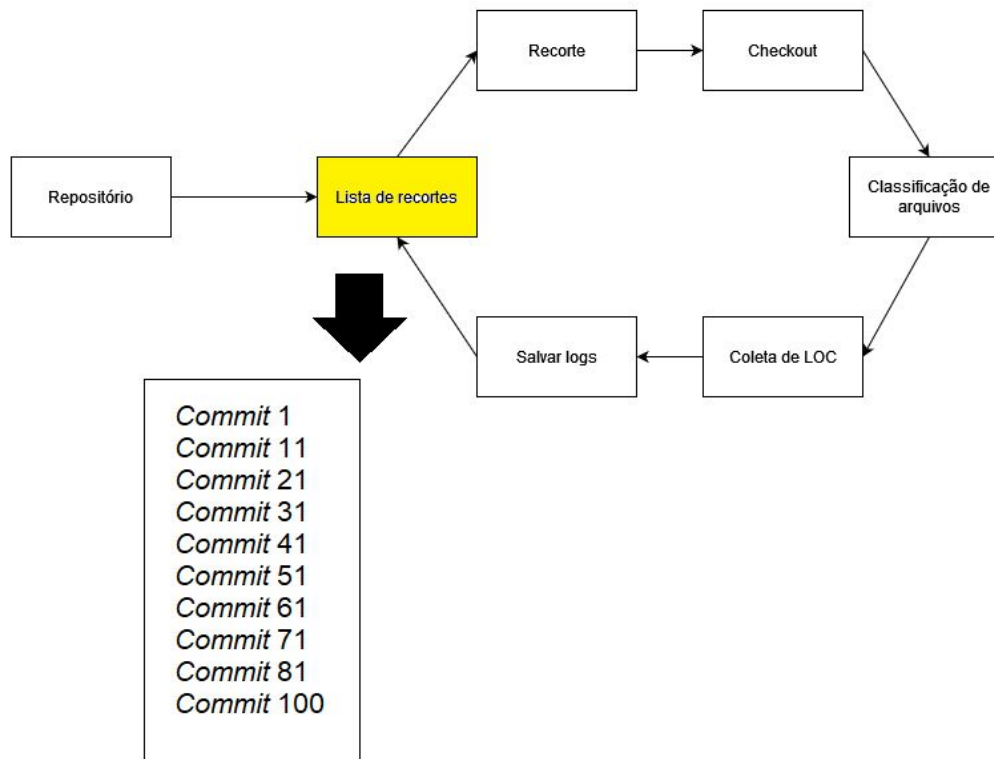 Recorte
Checkout
Repositório
Lista de recortes
Classificação de
arquivos
Salvar logs
Coleta de LOC
Commit 1
Commit 11
Commit 21
Commit 31
Commit 41
Commit 51
Commit 61
Commit 71
Commit 81
Commit 100